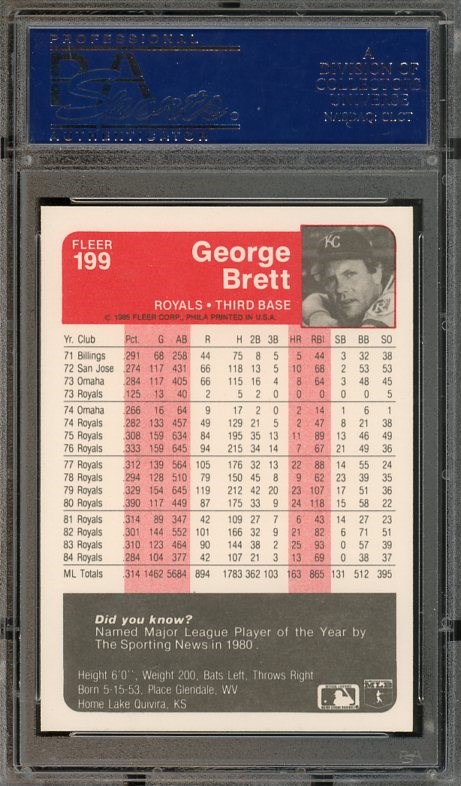 PROFESSIONAL
PSA
Sports
AUTHENTICATOR
A
DIVISION OF
COLLECTORS
UNIVERSE
NASDAQ: CLCT
FLEER
199
George
Brett
ROYALS • THIRD BASE
© 1985 FLEER CORP., PHILA PRINTED IN U.S.A.
KC
Yr. Club Pct. G AB R H 2B 3B HR RBI SB BB SO
71 Billings .291 68 258 44 75 8 5 5 44 3 32 38
72 San Jose .274 117 431 66 118 13 5 10 68 2 53 53
73 Omaha .284 117 405 66 115 16 4 8 64 3 48 45
73 Royals .125 13 40 2 5 2 0 0 0 0 0 5
74 Omaha .266 16 64 9 17 2 0 2 14 1 6 1
74 Royals .282 133 457 49 129 21 5 2 47 8 21 38
75 Royals .308 159 634 84 195 35 13 11 89 13 46 49
76 Royals .333 159 645 94 215 34 14 7 67 21 49 36
77 Royals .312 139 564 105 176 32 13 22 88 14 55 24
78 Royals .294 128 510 79 150 45 8 9 62 23 39 35
79 Royals .329 154 645 119 212 42 20 23 107 17 51 36
80 Royals .390 117 449 87 175 33 9 24 118 15 58 22
81 Royals .314 89 347 42 109 27 7 6 43 14 27 23
82 Royals .301 144 552 101 166 32 9 21 82 6 71 51
83 Royals .310 123 464 90 144 38 2 25 93 0 57 39
84 Royals .284 104 377 42 107 21 3 13 69 0 38 37
ML Totals .314 1462 5684 894 1783 362 103 163 865 131 512 395
Did you know?
Named Major League Player of the Year by
The Sporting News in 1980.
Height 6'0'', Weight 200, Bats Left, Throws Right
Born 5-15-53, Place Glendale, WV
Home Lake Quivira, KS